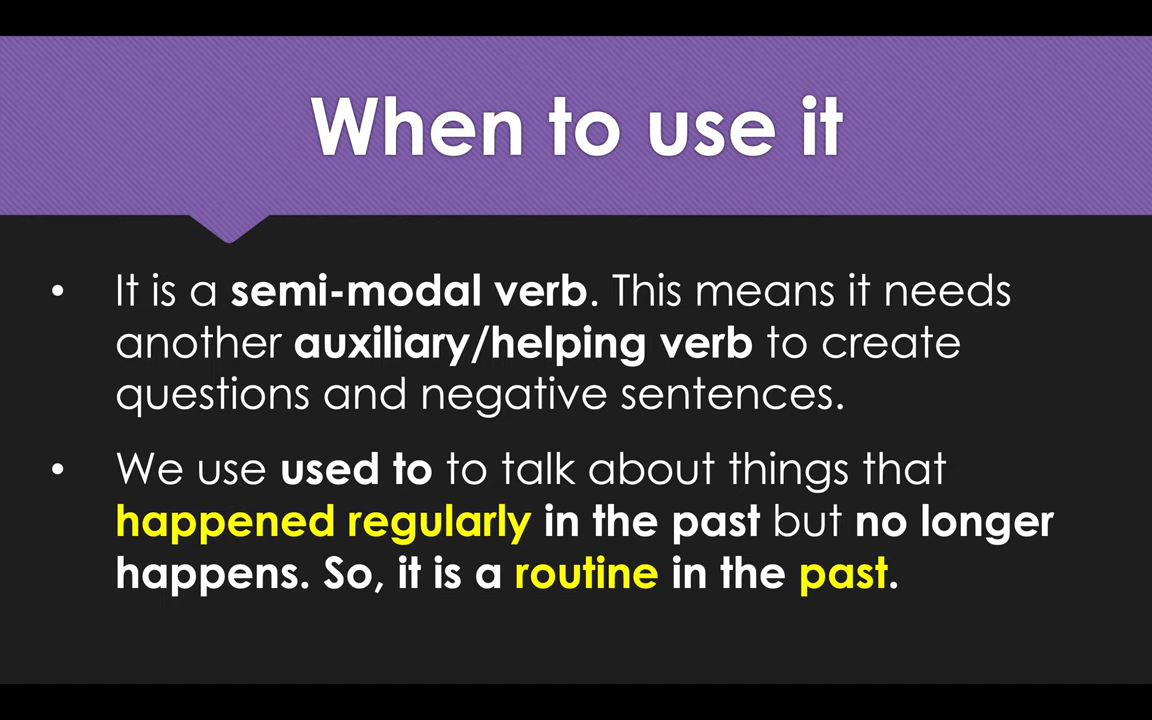 When to use it
• It is a semi-modal verb. This means it needs
another auxiliary/helping verb to create
questions and negative sentences.
• We use used to to talk about things that
happened regularly in the past but no longer
happens. So, it is a routine in the past.